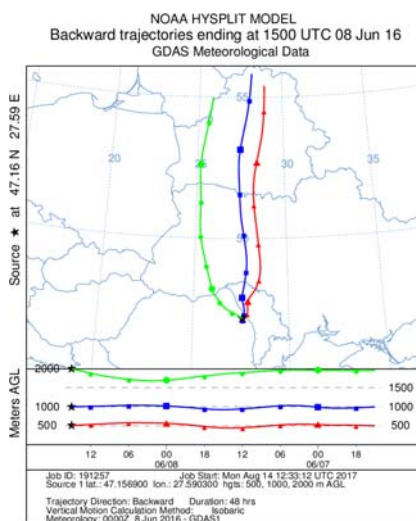 NOAA HYSPLIT MODEL
Backward trajectories ending at 1500 UTC 08 Jun 16
GDAS Meteorological Data
Source ★ at 47.16 N 27.59 E
55
20
25
30
35
50
Meters AGL
2000
1500
1000
1000
500
500
12 06 00 18 12 06 00 18
06/08 06/07
Job ID: 191257 Job Start: Mon Aug 14 12:33:12 UTC 2017
Source 1 lat.: 47.156900 lon.: 27.590300 hgts: 500, 1000, 2000 m AGL
Trajectory Direction: Backward Duration: 48 hrs
Vertical Motion Calculation Method: Isobaric
Meteorology: 0000Z 8 Jun 2016 - GDAS1